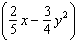 (2/5 x − 3/4 y²)